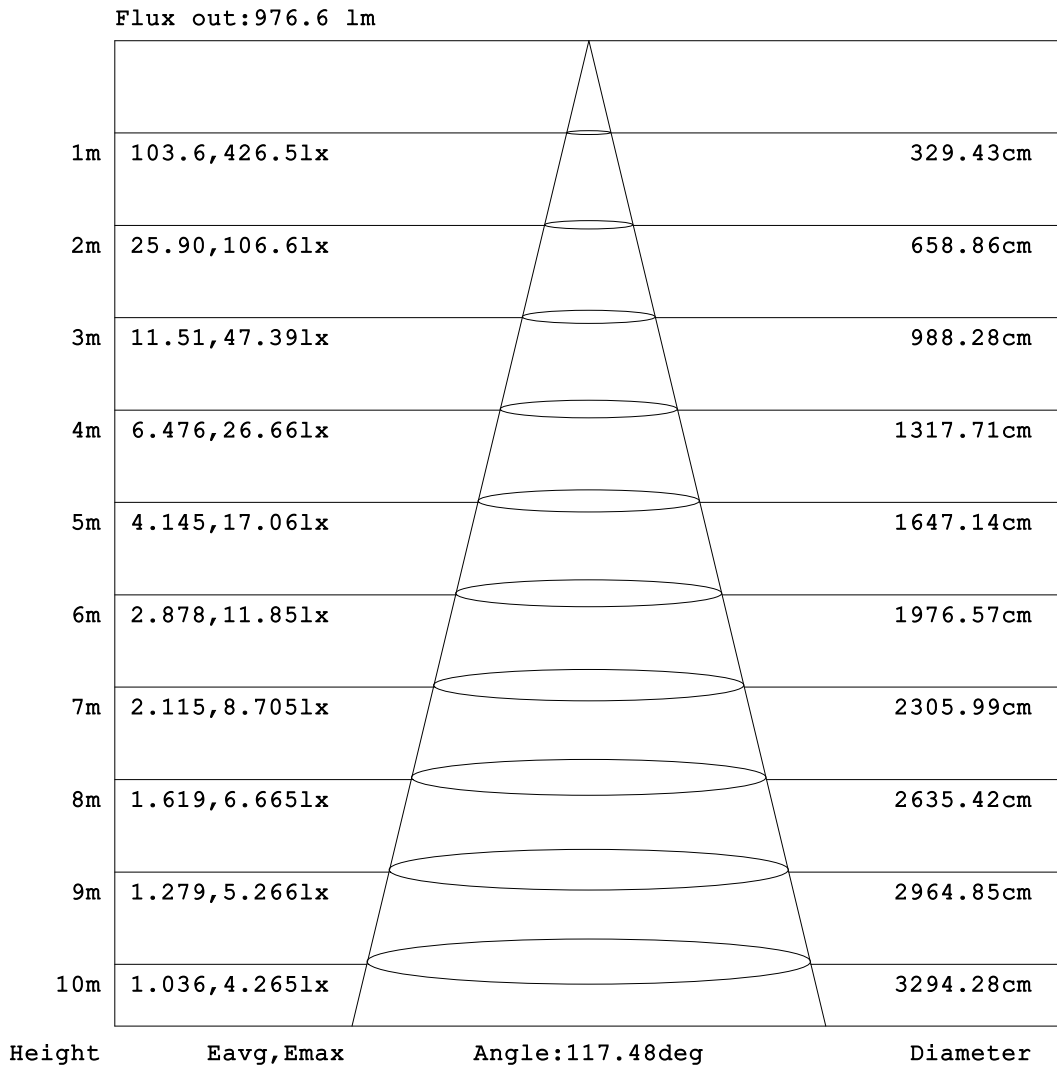 Flux out:976.6 lm
1m 103.6,426.5lx 329.43cm
2m 25.90,106.6lx 658.86cm
3m 11.51,47.39lx 988.28cm
4m 6.476,26.66lx 1317.71cm
5m 4.145,17.06lx 1647.14cm
6m 2.878,11.85lx 1976.57cm
7m 2.115,8.705lx 2305.99cm
8m 1.619,6.665lx 2635.42cm
9m 1.279,5.266lx 2964.85cm
10m 1.036,4.265lx 3294.28cm
Height Eavg,Emax Angle:117.48deg Diameter